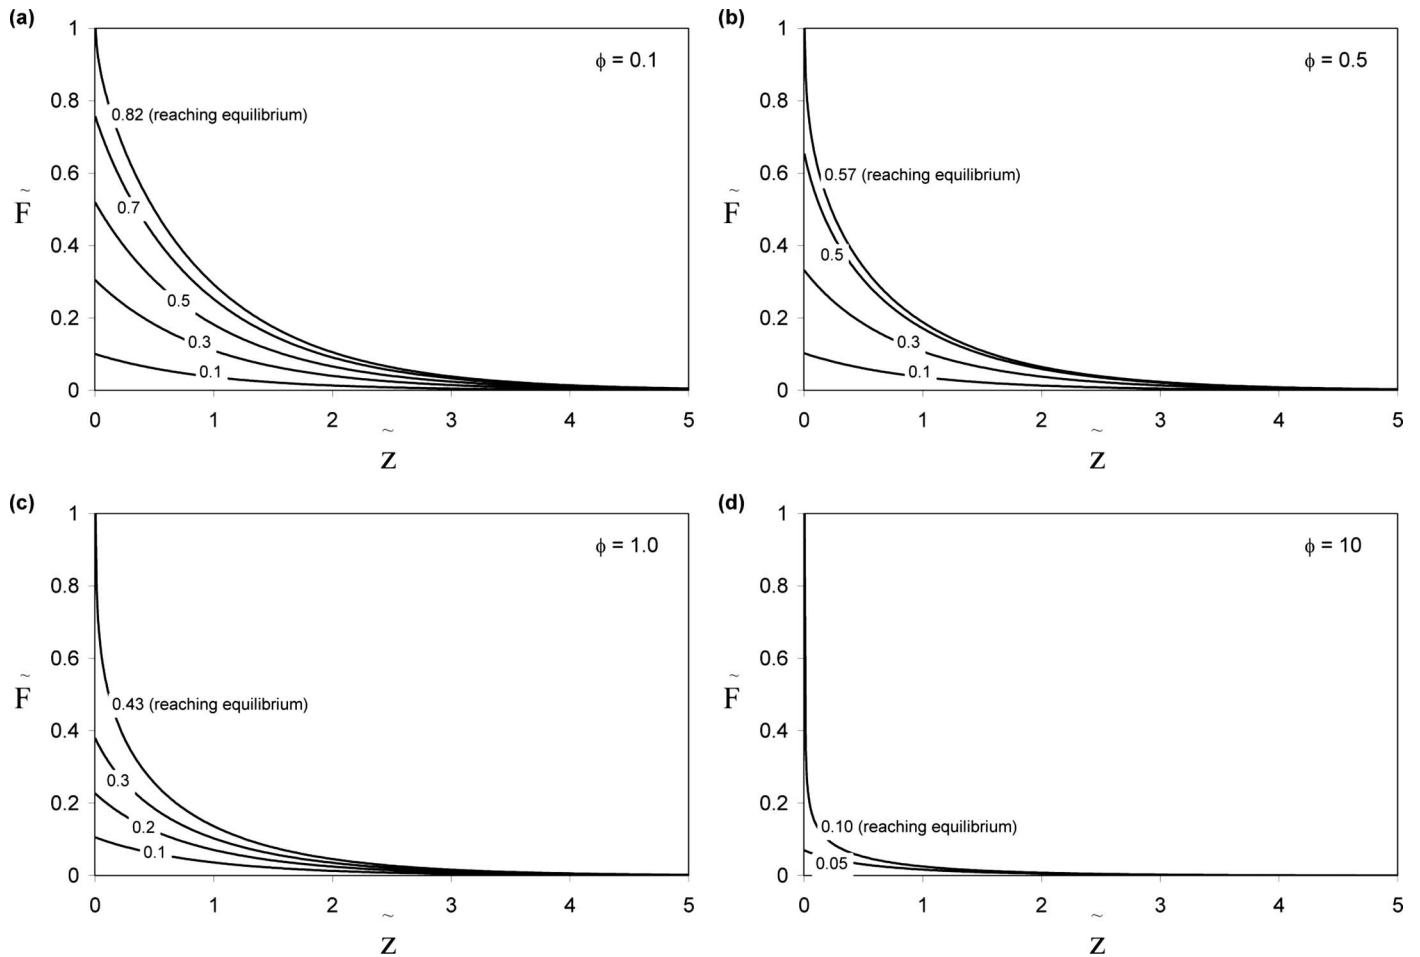 (a)
1
0.8
0.6
0.4
0.2
0
F̃
ϕ = 0.1
0.82 (reaching equilibrium)
0.7
0.5
0.3
0.1
0 1 2 3 4 5
z̃
(b)
1
0.8
0.6
0.4
0.2
0
F̃
ϕ = 0.5
0.57 (reaching equilibrium)
0.5
0.3
0.1
0 1 2 3 4 5
z̃
(c)
1
0.8
0.6
0.4
0.2
0
F̃
ϕ = 1.0
0.43 (reaching equilibrium)
0.3
0.2
0.1
0 1 2 3 4 5
z̃
(d)
1
0.8
0.6
0.4
0.2
0
F̃
ϕ = 10
0.10 (reaching equilibrium)
0.05
0 1 2 3 4 5
z̃